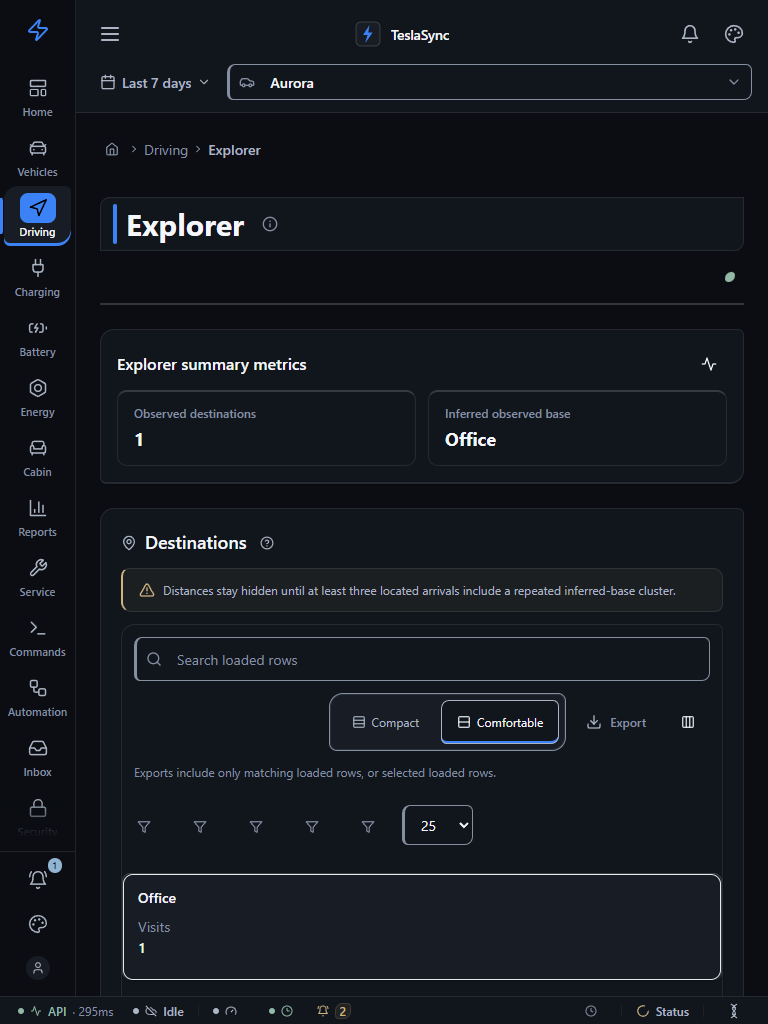 TeslaSync
Last 7 days
Aurora
Home
Vehicles
Driving
Charging
Battery
Energy
Cabin
Reports
Service
Commands
Automation
Inbox
Security
1
Driving
Explorer
Explorer
Explorer summary metrics
Observed destinations
1
Inferred observed base
Office
Destinations
Distances stay hidden until at least three located arrivals include a repeated inferred-base cluster.
Search loaded rows
Compact
Comfortable
Export
Exports include only matching loaded rows, or selected loaded rows.
25
Office
Visits
1
API · 295ms
Idle
2
Status